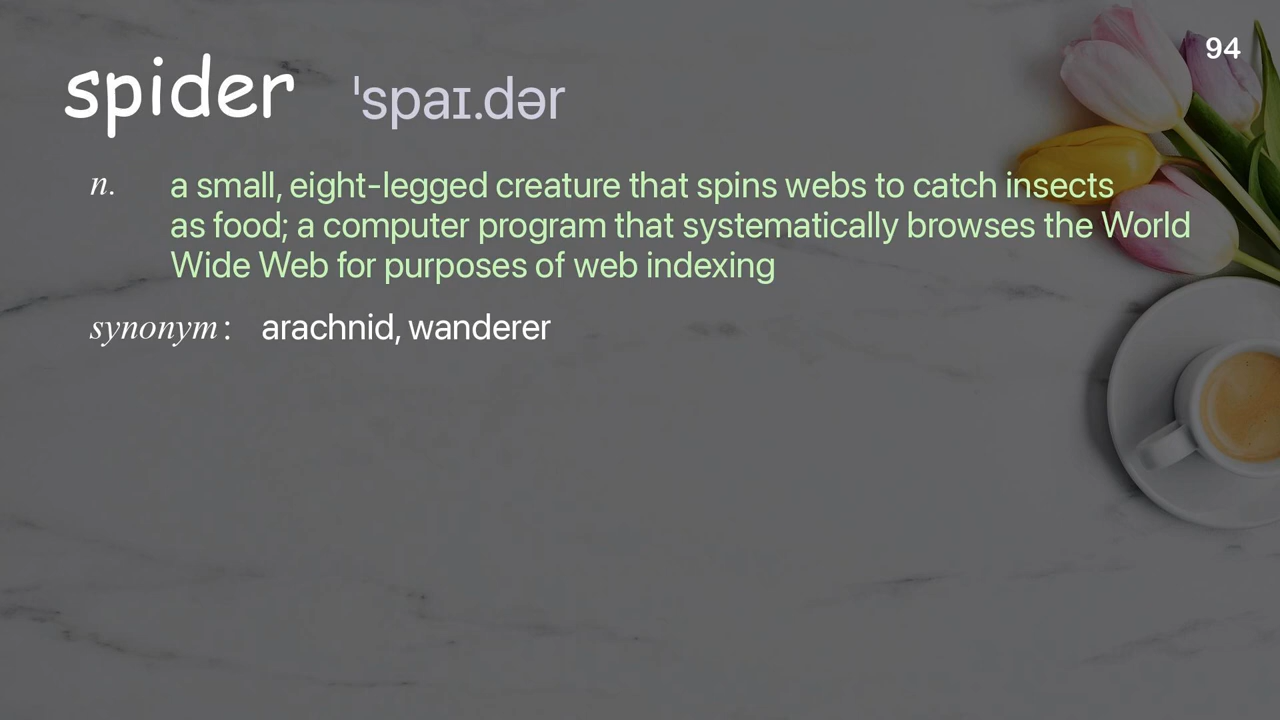 94
spider ˈspaɪ.dər
n. a small, eight-legged creature that spins webs to catch insects
as food; a computer program that systematically browses the World
Wide Web for purposes of web indexing
synonym: arachnid, wanderer